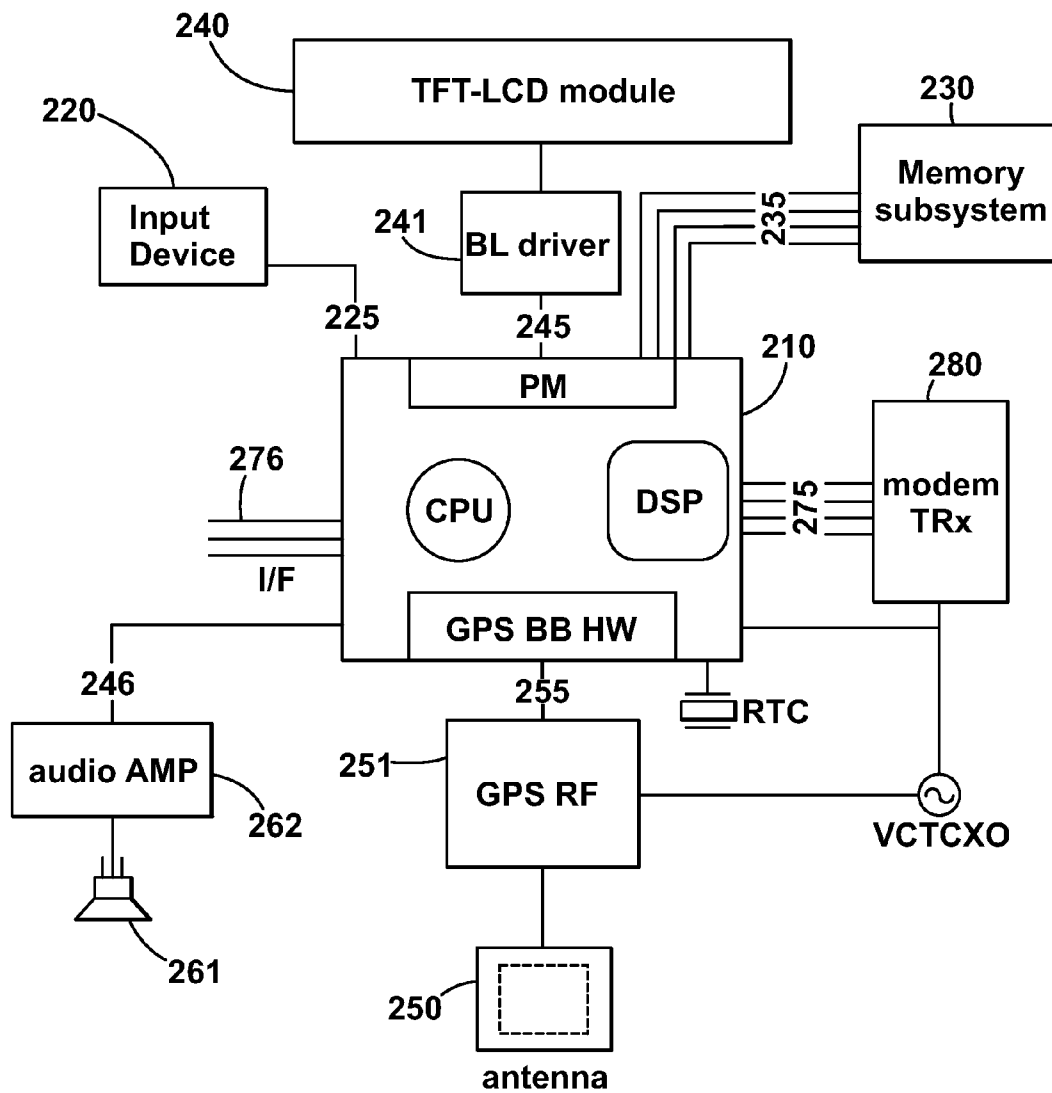 240
TFT-LCD module
230
220
Memory
subsystem
Input
Device
241
BL driver
235
225
245
210
PM
280
276
CPU
DSP
275
modem
TRx
I/F
GPS BB HW
246
255
RTC
audio AMP
251
GPS RF
262
VCTCXO
261
250
antenna